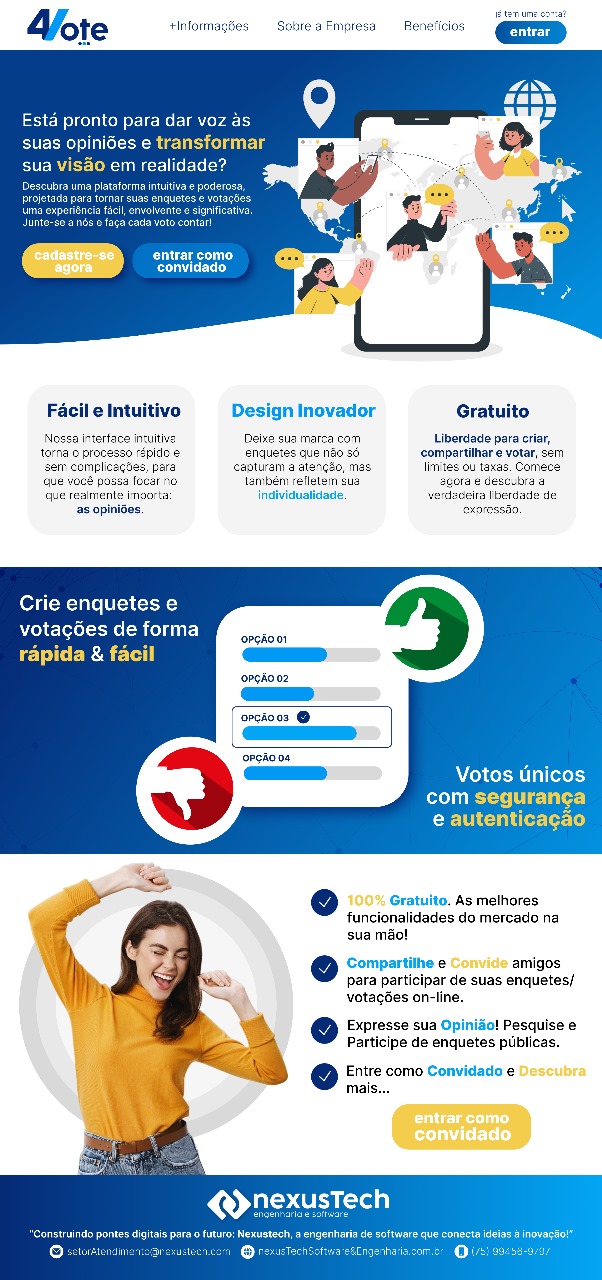 4Vote
+Informações
Sobre a Empresa
Benefícios
já tem uma conta?
entrar
Está pronto para dar voz às
suas opiniões e transformar
sua visão em realidade?
Descubra uma plataforma intuitiva e poderosa,
projetada para tornar suas enquetes e votações
uma experiência fácil, envolvente e significativa.
Junte-se a nós e faça cada voto contar!
cadastre-se
agora
entrar como
convidado
Fácil e Intuitivo
Nossa interface intuitiva
torna o processo rápido e
sem complicações, para
que você possa focar no
que realmente importa:
as opiniões.
Design Inovador
Deixe sua marca com
enquetes que não só
capturam a atenção, mas
também refletem sua
individualidade.
Gratuito
Liberdade para criar,
compartilhar e votar, sem
limites ou taxas. Comece
agora e descubra a
verdadeira liberdade de
expressão.
Crie enquetes e
votações de forma
rápida & fácil
OPÇÃO 01
OPÇÃO 02
OPÇÃO 03
OPÇÃO 04
Votos únicos
com segurança
e autenticação
100% Gratuito. As melhores
funcionalidades do mercado na
sua mão!
Compartilhe e Convide amigos
para participar de suas enquetes/
votações on-line.
Expresse sua Opinião! Pesquise e
Participe de enquetes públicas.
Entre como Convidado e Descubra
mais...
entrar como
convidado
nexusTech
engenharia e software
"Construindo pontes digitais para o futuro: Nexustech, a engenharia de software que conecta ideias à inovação!"
setorAtendimento@nexustech.com
nexusTechSoftware&Engenharia.com.br
(75) 99456-9797